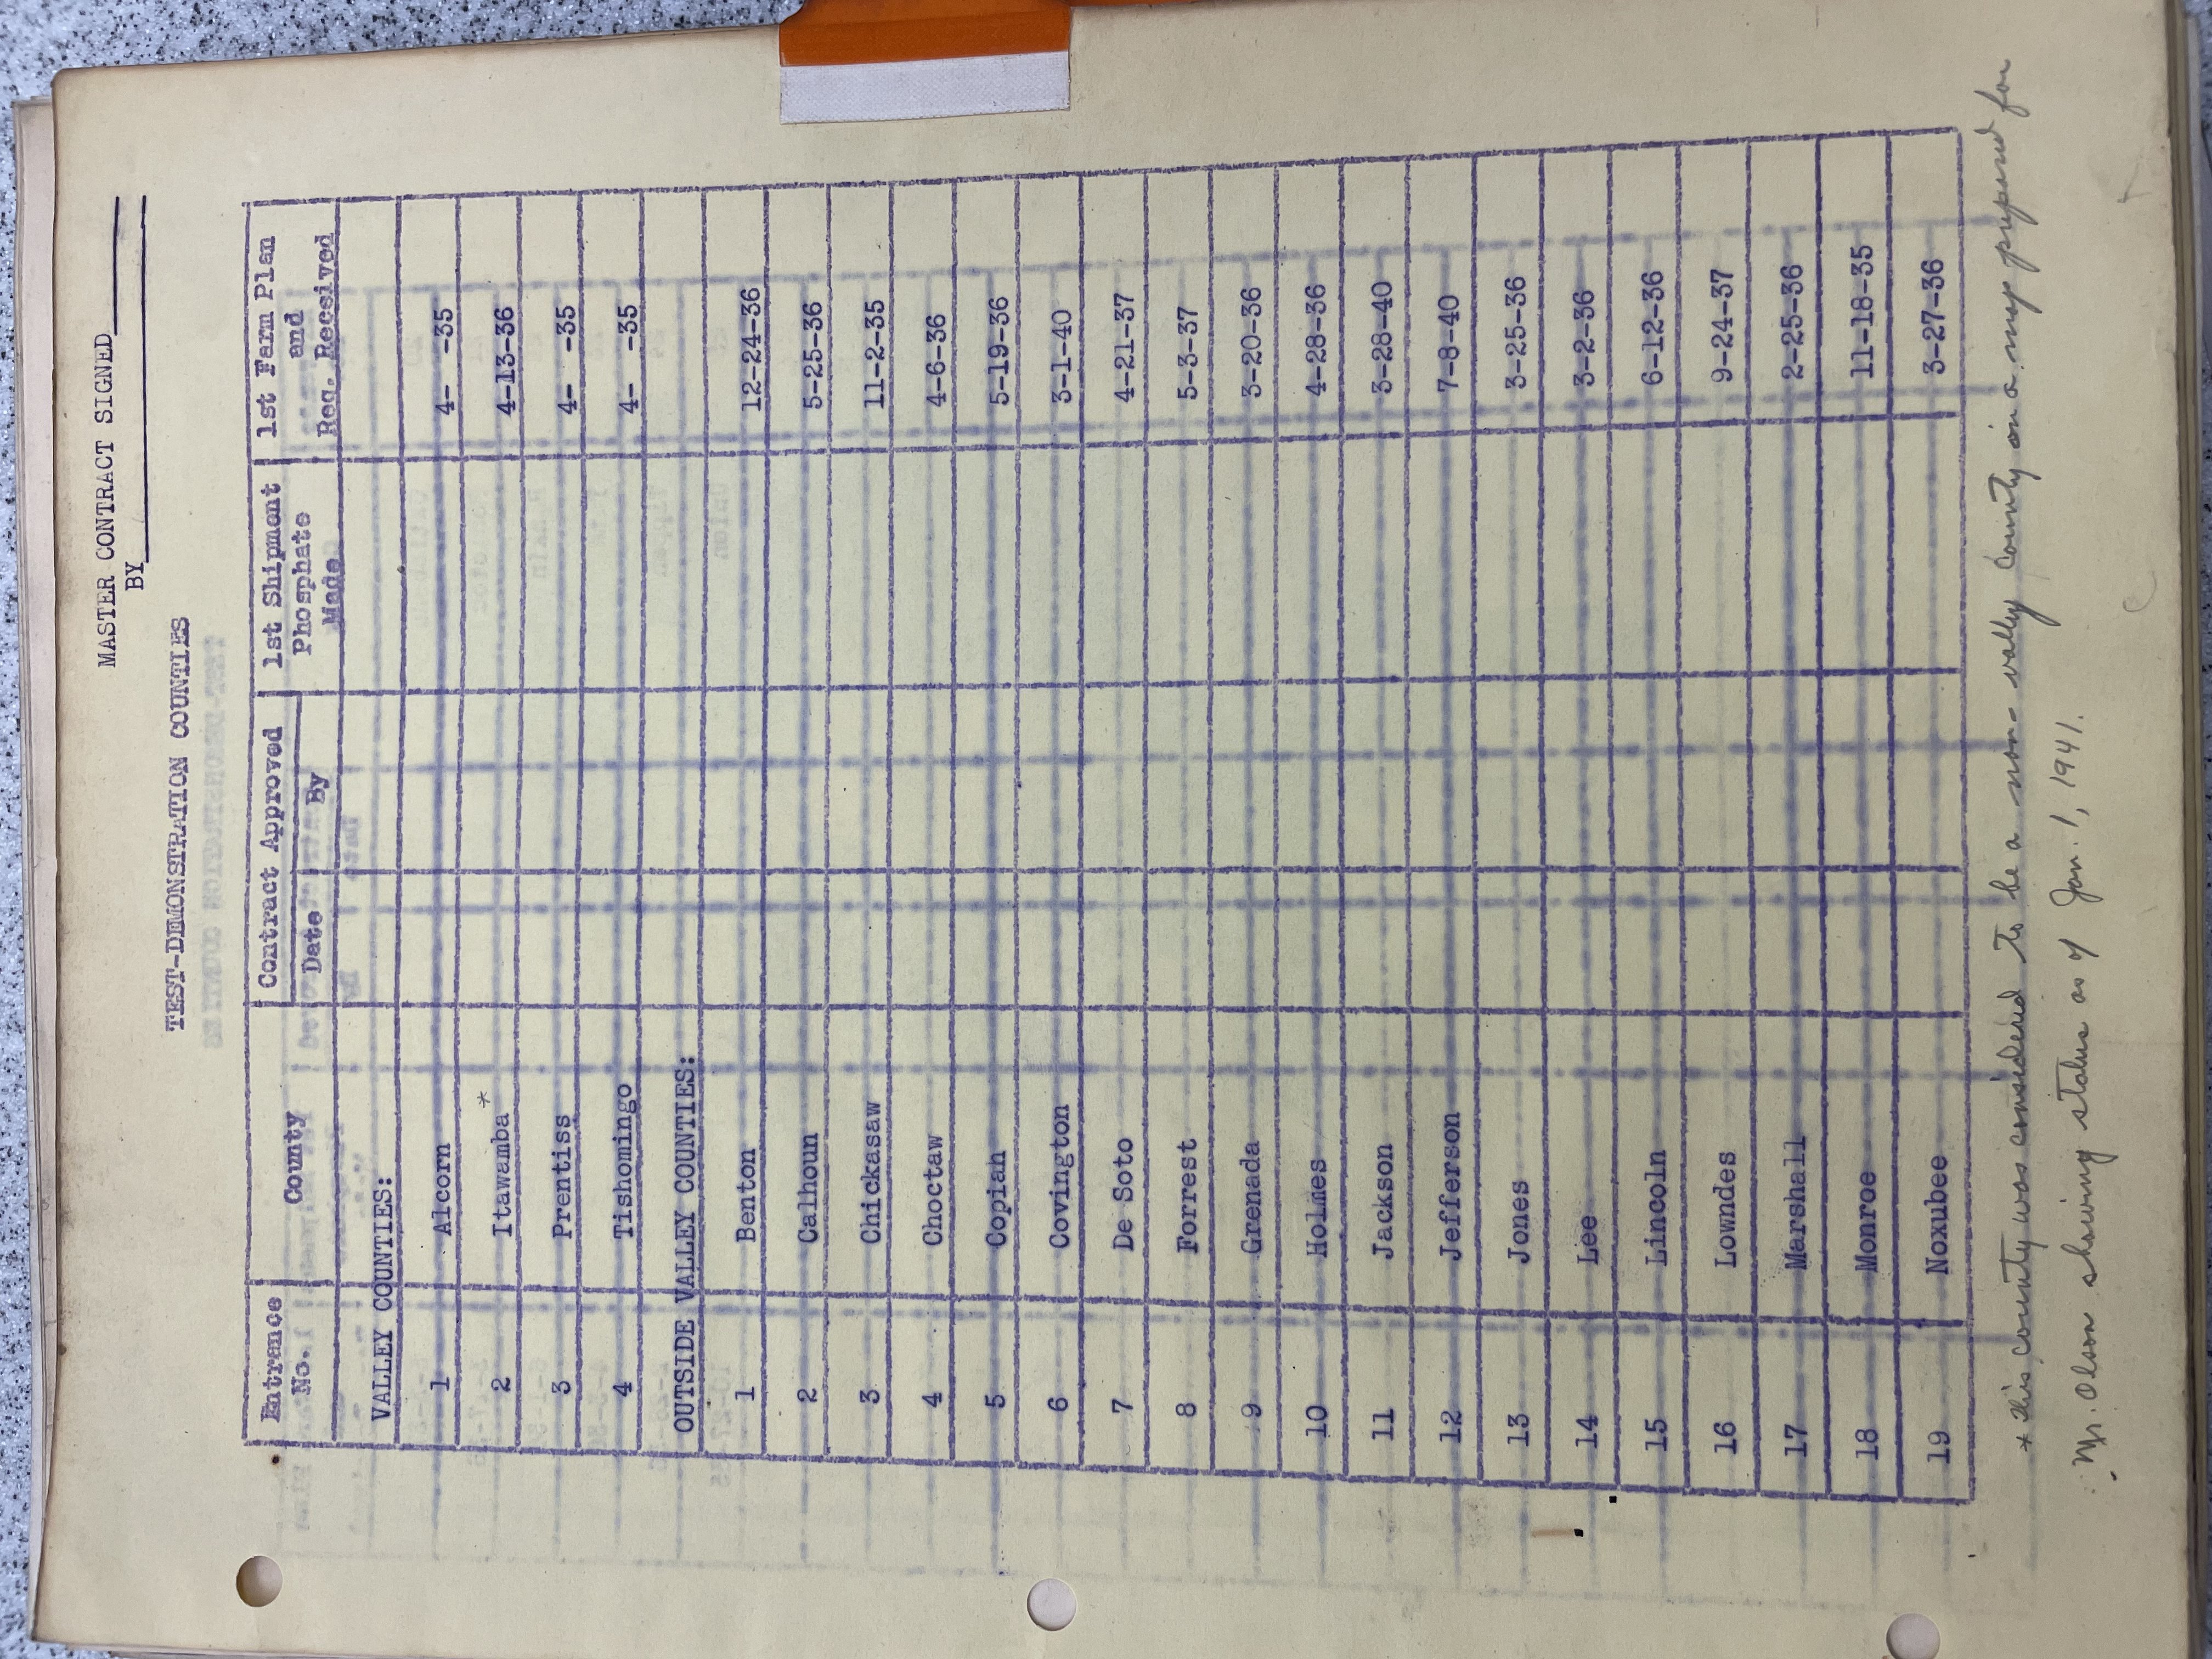 MASTER CONTRACT SIGNED
BY
TEST-DEMONSTRATION COUNTIES
Entrance No. County Contract Approved Date By 1st Shipment Phosphate Made 1st Farm Plan and Req. Received
VALLEY COUNTIES:
1 Alcorn 4- -35
2 Itawamba* 4-13-36
3 Prentiss 4- -35
4 Tishomingo 4- -35
OUTSIDE VALLEY COUNTIES:
1 Benton 12-24-36
2 Calhoun 5-25-36
3 Chickasaw 11-2-35
4 Choctaw 4-6-36
5 Copiah 5-19-36
6 Covington 3-1-40
7 De Soto 4-21-37
8 Forrest 5-3-37
9 Grenada 3-20-36
10 Holmes 4-28-36
11 Jackson 3-28-40
12 Jefferson 7-8-40
13 Jones 3-25-36
14 Lee 3-2-36
15 Lincoln 6-12-36
16 Lowndes 9-24-37
17 Marshall 2-25-36
18 Monroe 11-18-35
19 Noxubee 3-27-36
* This county was considered to be a non-valley county on a map prepared for
Mr. Olson showing status as of Jan. 1, 1941.